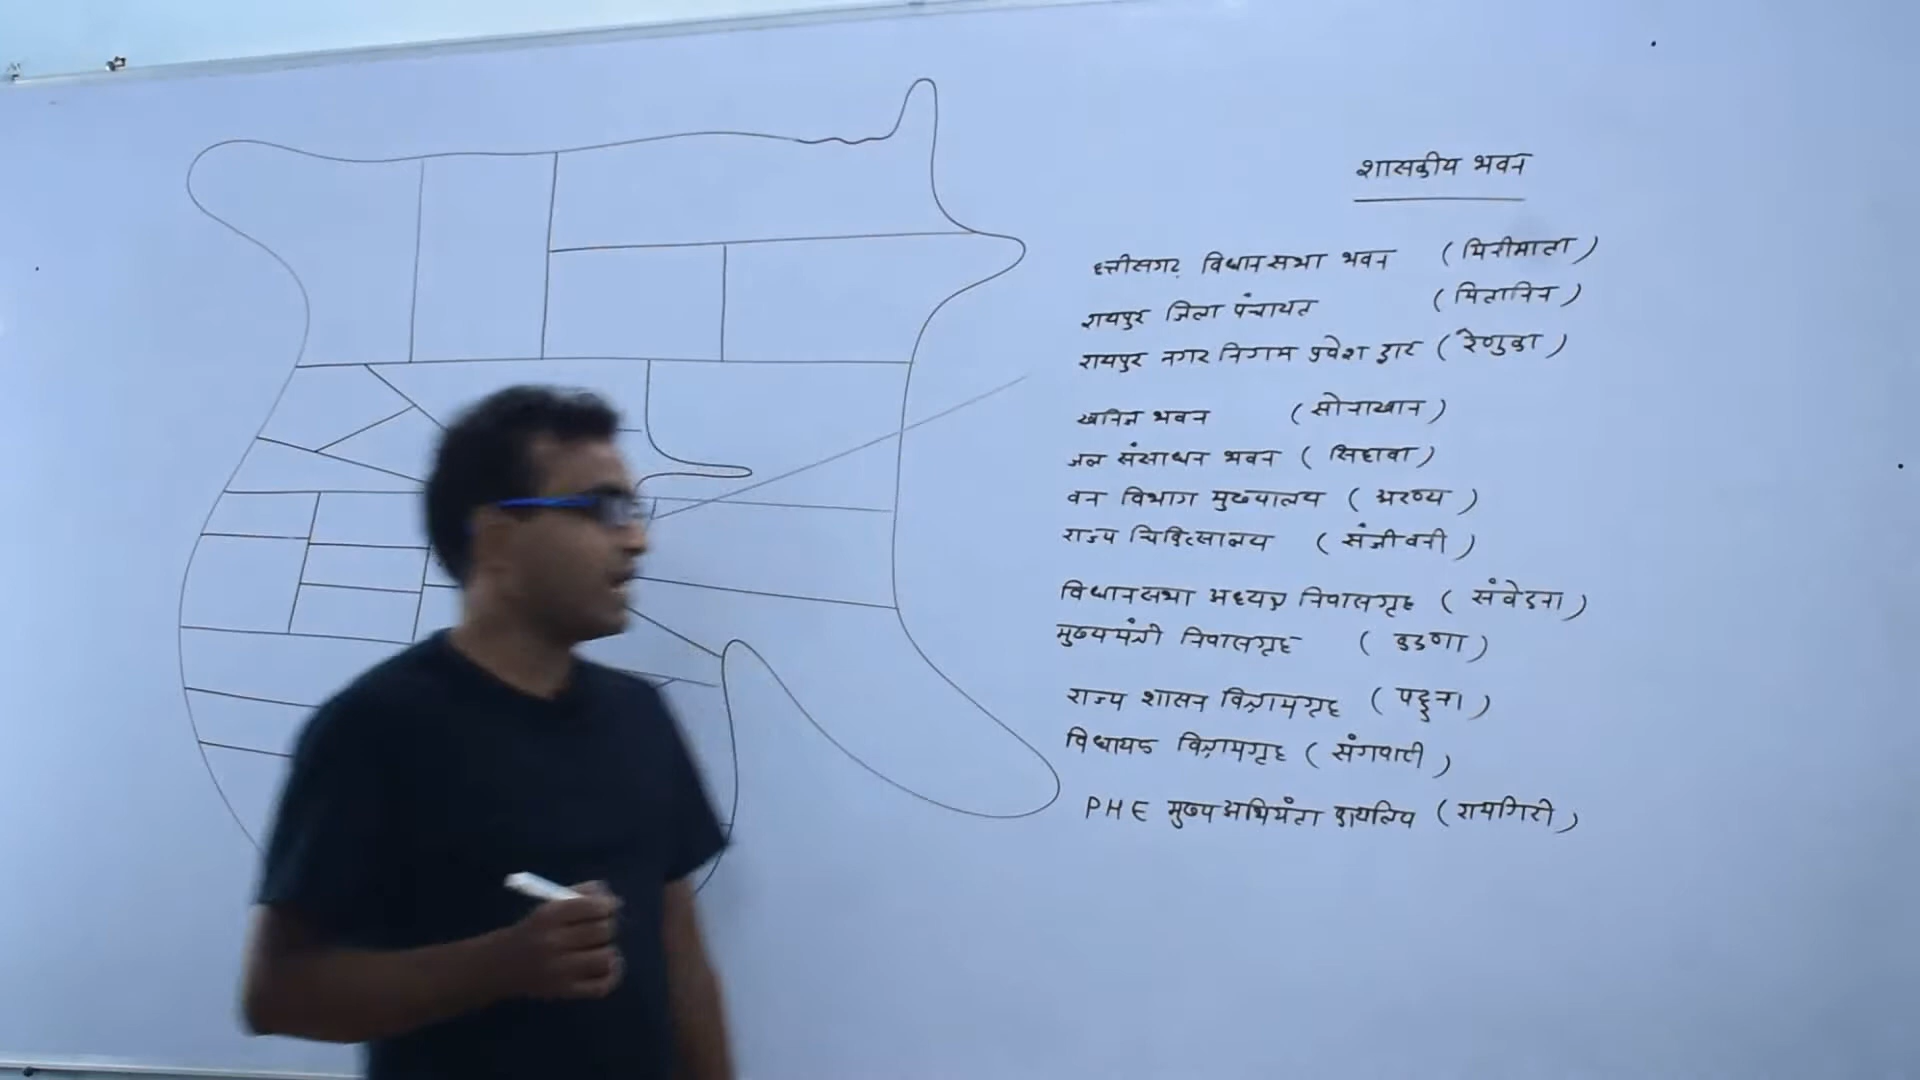 शासकीय भवन
छत्तीसगढ़ विधानसभा भवन (मिनीमाता)
रायपुर जिला पंचायत (मितानिन)
रायपुर नगर निगम प्रवेश द्वार (रेणुका)
खनिज भवन (सोनाखान)
जल संसाधन भवन (सिहावा)
वन विभाग मुख्यालय (अरण्य)
राज्य चिकित्सालय (संजीवनी)
विधानसभा अध्यक्ष निवासगृह (संवेदना)
मुख्यमंत्री निवासगृह (करुणा)
राज्य शासन विश्रामगृह (पहुना)
विधायक विश्रामगृह (संगवारी)
PHE मुख्य अभियंता कार्यालय (रामगिरी)